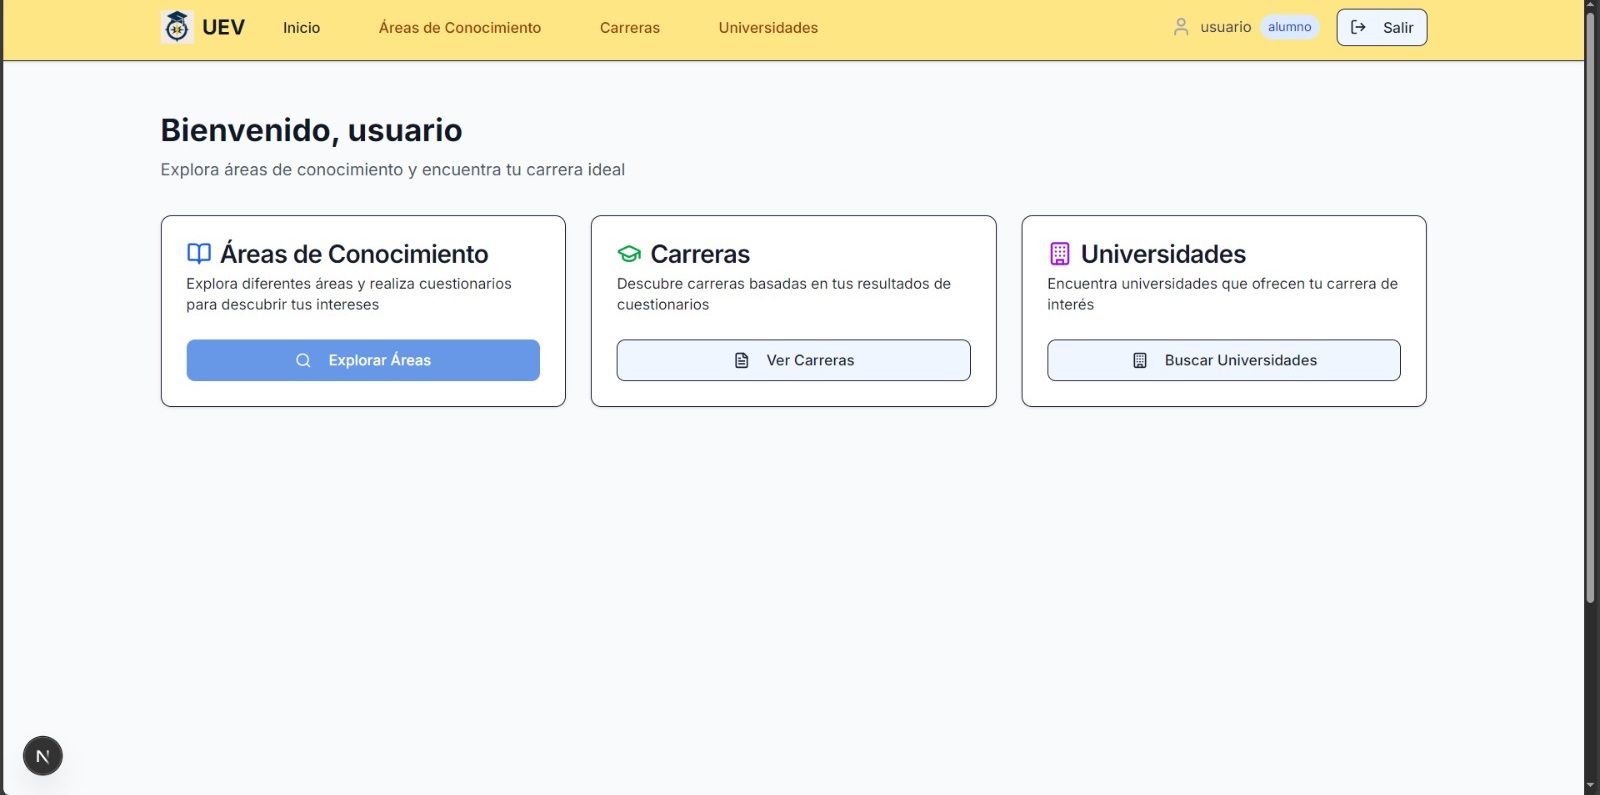 UEV
Inicio
Áreas de Conocimiento
Carreras
Universidades
usuario
alumno
Salir
Bienvenido, usuario
Explora áreas de conocimiento y encuentra tu carrera ideal
Áreas de Conocimiento
Explora diferentes áreas y realiza cuestionarios
para descubrir tus intereses
Explorar Áreas
Carreras
Descubre carreras basadas en tus resultados de
cuestionarios
Ver Carreras
Universidades
Encuentra universidades que ofrecen tu carrera de
interés
Buscar Universidades
N